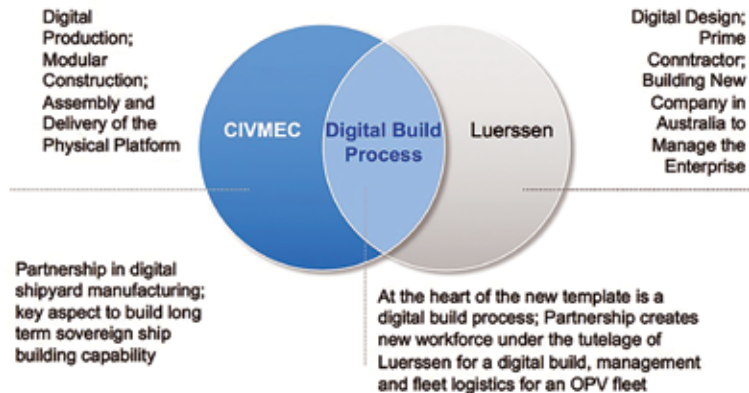 Digital
Production;
Modular
Construction;
Assembly and
Delivery of the
Physical Platform
CIVMEC
Digital Build
Process
Luerssen
Digital Design;
Prime
Conntractor;
Building New
Company in
Australia to
Manage the
Enterprise
Partnership in digital
shipyard manufacturing;
key aspect to build long
term sovereign ship
building capability
At the heart of the new template is a
digital build process; Partnership creates
new workforce under the tutelage of
Luerssen for a digital build, management
and fleet logistics for an OPV fleet